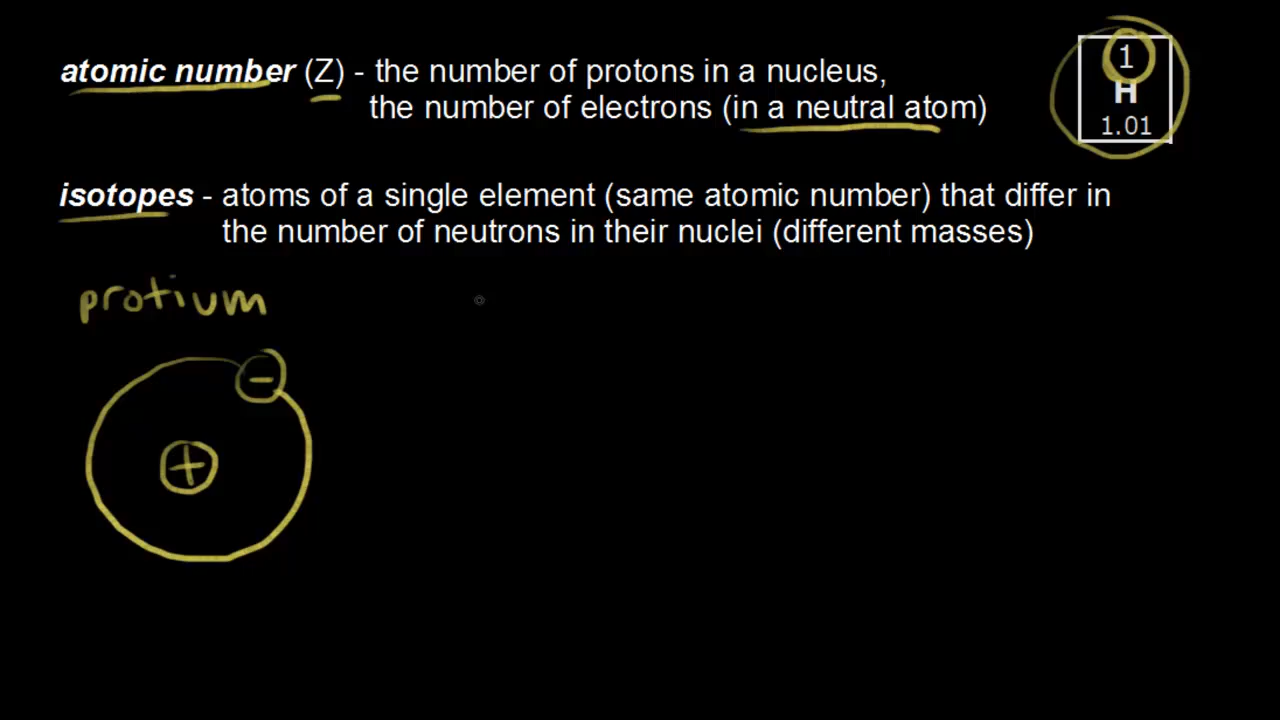 atomic number (Z) - the number of protons in a nucleus,
the number of electrons (in a neutral atom)
1
H
1.01
isotopes - atoms of a single element (same atomic number) that differ in
the number of neutrons in their nuclei (different masses)
protium
-
+